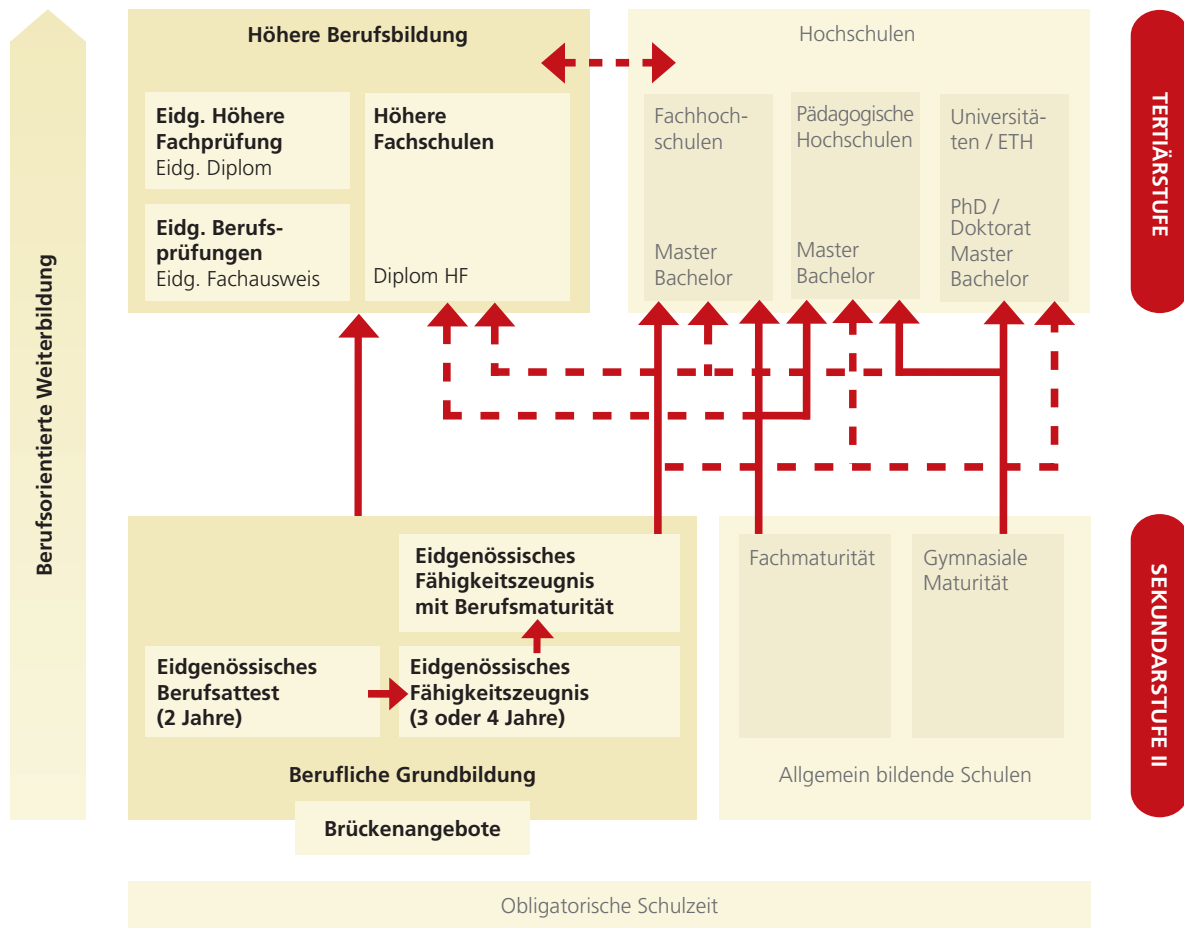 Höhere Berufsbildung
Eidg. Höhere
Fachprüfung
Eidg. Diplom
Eidg. Berufs-
prüfungen
Eidg. Fachausweis
Höhere
Fachschulen
Diplom HF
Hochschulen
Fachhoch-
schulen
Master
Bachelor
Pädagogische
Hochschulen
Master
Bachelor
Universitä-
ten / ETH
PhD /
Doktorat
Master
Bachelor
TERTIÄRSTUFE
Berufsorientierte Weiterbildung
Eidgenössisches
Fähigkeitszeugnis
mit Berufsmaturität
Eidgenössisches
Berufsattest
(2 Jahre)
Eidgenössisches
Fähigkeitszeugnis
(3 oder 4 Jahre)
Berufliche Grundbildung
Brückenangebote
Fachmaturität
Gymnasiale
Maturität
Allgemein bildende Schulen
SEKUNDARSTUFE II
Obligatorische Schulzeit